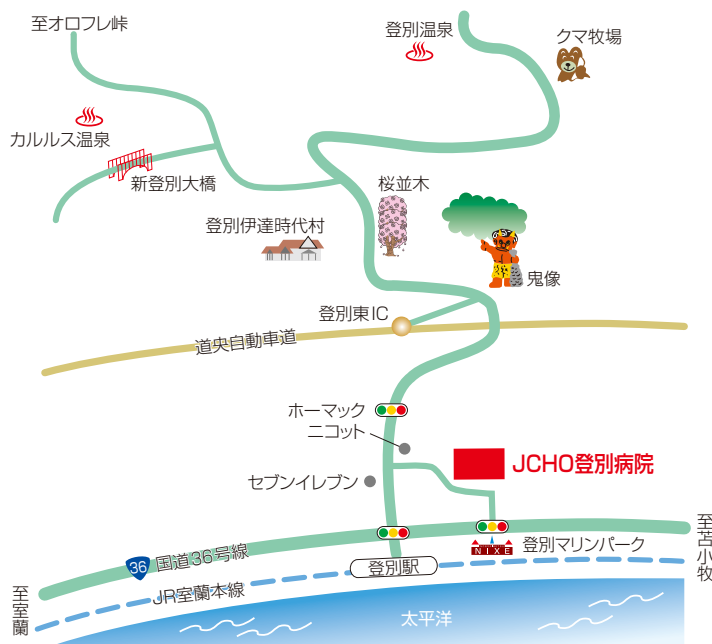 至オロフレ峠
登別温泉
クマ牧場
カルルス温泉
新登別大橋
桜並木
登別伊達時代村
鬼像
登別東IC
道央自動車道
ホーマック
ニコット
JCHO登別病院
セブンイレブン
至苫小牧
登別マリンパーク
NIXE
36
国道36号線
登別駅
JR室蘭本線
至室蘭
太平洋